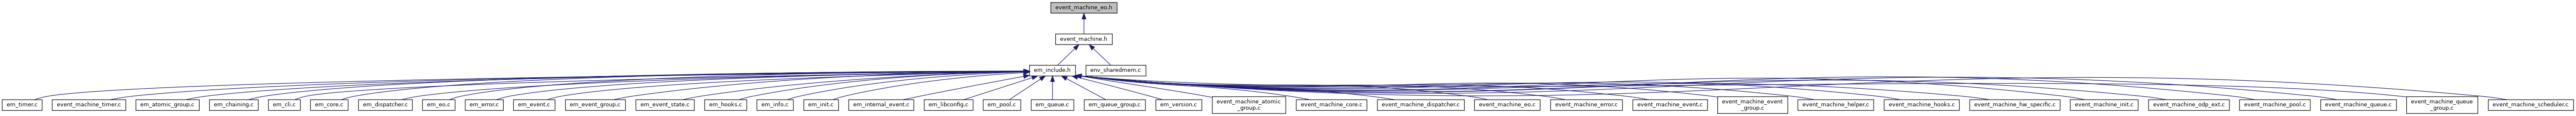 event_machine_eo.h
event_machine.h
em_include.h
env_sharedmem.c
em_timer.c
event_machine_timer.c
em_atomic_group.c
em_chaining.c
em_cli.c
em_core.c
em_dispatcher.c
em_eo.c
em_error.c
em_event.c
em_event_group.c
em_event_state.c
em_hooks.c
em_info.c
em_init.c
em_internal_event.c
em_libconfig.c
em_pool.c
em_queue.c
em_queue_group.c
em_version.c
event_machine_atomic
_group.c
event_machine_core.c
event_machine_dispatcher.c
event_machine_eo.c
event_machine_error.c
event_machine_event.c
event_machine_event
_group.c
event_machine_helper.c
event_machine_hooks.c
event_machine_hw_specific.c
event_machine_init.c
event_machine_odp_ext.c
event_machine_pool.c
event_machine_queue.c
event_machine_queue
_group.c
event_machine_scheduler.c